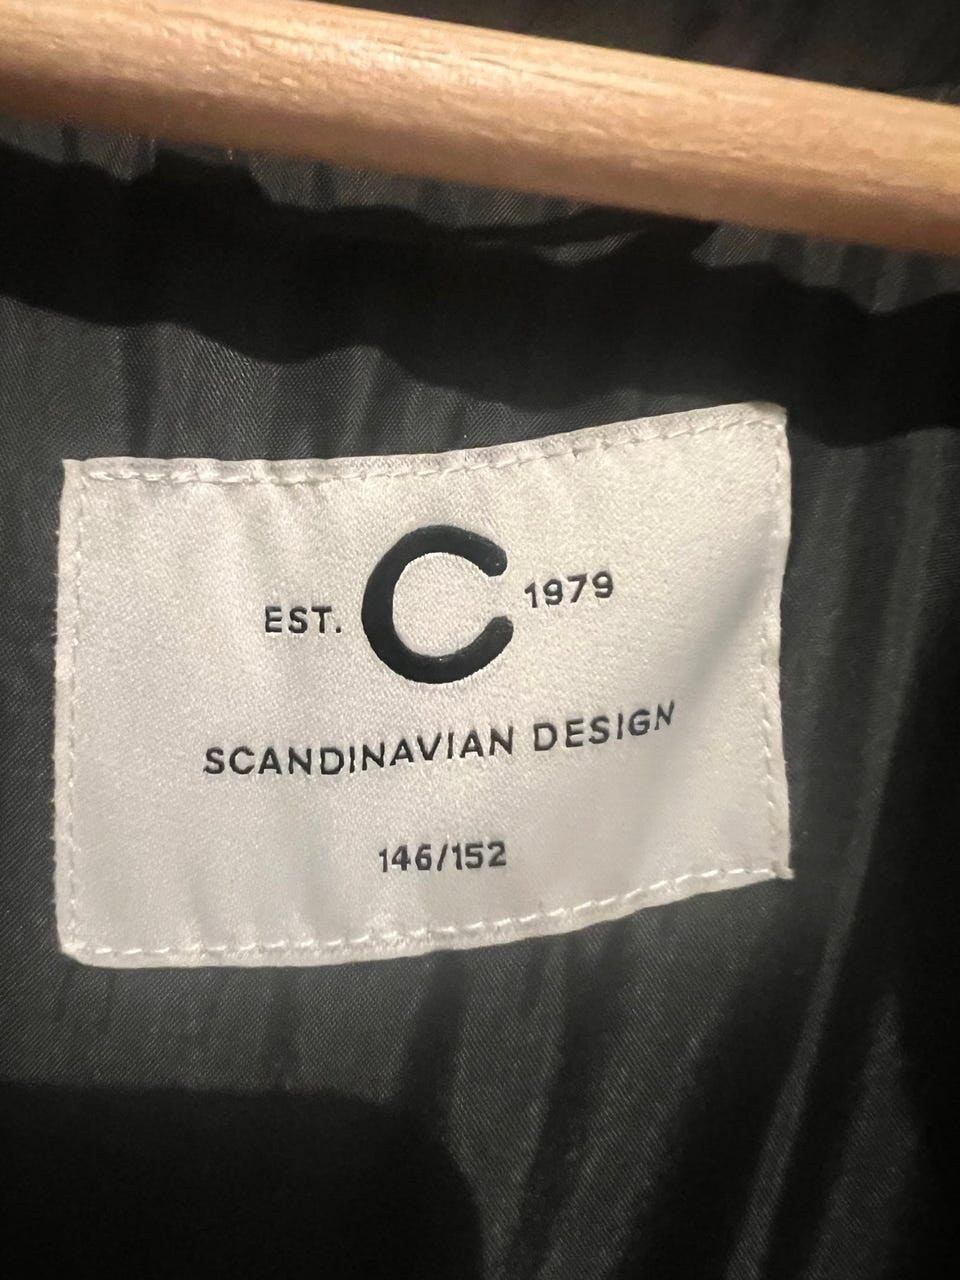 EST. C 1979
SCANDINAVIAN DESIGN
146/152